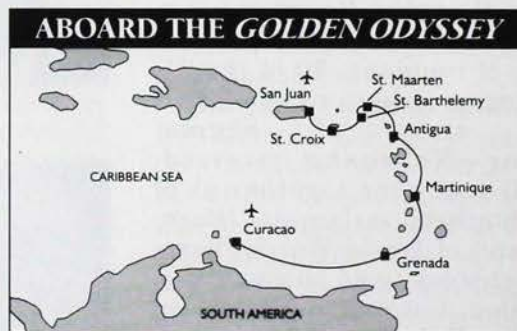 ABOARD THE GOLDEN ODYSSEY
St. Maarten
San Juan
St. Barthelemy
St. Croix
Antigua
CARIBBEAN SEA
Martinique
Curacao
Grenada
SOUTH AMERICA